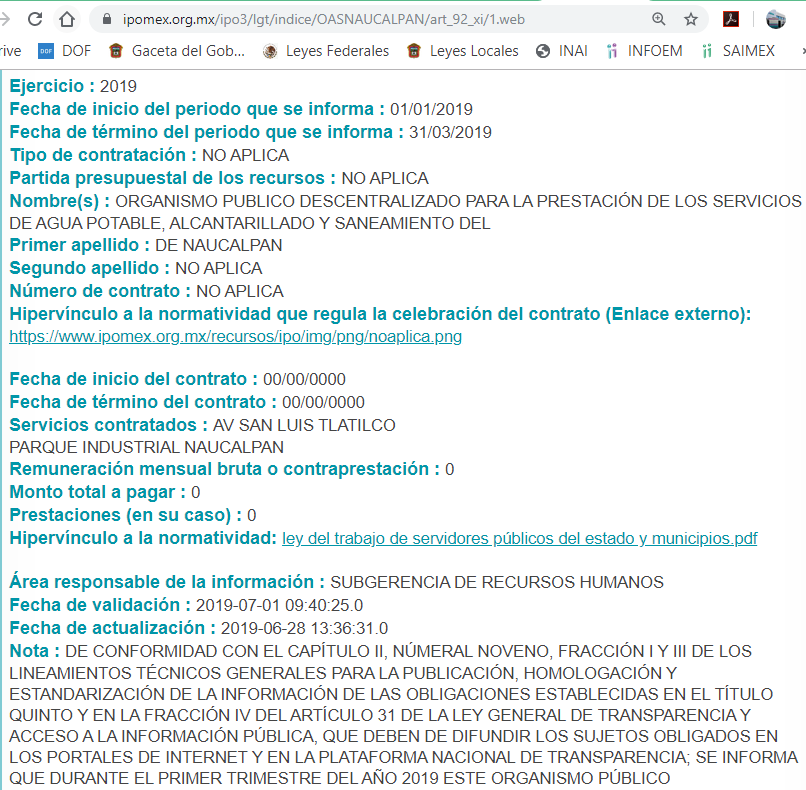 ipomex.org.mx/ipo3/lgt/indice/OASNAUCALPAN/art_92_xi/1.web
rive DOF DOF Gaceta del Gob... Leyes Federales Leyes Locales INAI INFOEM SAIMEX
Ejercicio : 2019
Fecha de inicio del periodo que se informa : 01/01/2019
Fecha de término del periodo que se informa : 31/03/2019
Tipo de contratación : NO APLICA
Partida presupuestal de los recursos : NO APLICA
Nombre(s) : ORGANISMO PUBLICO DESCENTRALIZADO PARA LA PRESTACIÓN DE LOS SERVICIOS
DE AGUA POTABLE, ALCANTARILLADO Y SANEAMIENTO DEL
Primer apellido : DE NAUCALPAN
Segundo apellido : NO APLICA
Número de contrato : NO APLICA
Hipervínculo a la normatividad que regula la celebración del contrato (Enlace externo):
https://www.ipomex.org.mx/recursos/ipo/img/png/noaplica.png
Fecha de inicio del contrato : 00/00/0000
Fecha de término del contrato : 00/00/0000
Servicios contratados : AV SAN LUIS TLATILCO
PARQUE INDUSTRIAL NAUCALPAN
Remuneración mensual bruta o contraprestación : 0
Monto total a pagar : 0
Prestaciones (en su caso) : 0
Hipervínculo a la normatividad: ley del trabajo de servidores públicos del estado y municipios.pdf
Área responsable de la información : SUBGERENCIA DE RECURSOS HUMANOS
Fecha de validación : 2019-07-01 09:40:25.0
Fecha de actualización : 2019-06-28 13:36:31.0
Nota : DE CONFORMIDAD CON EL CAPÍTULO II, NÚMERAL NOVENO, FRACCIÓN I Y III DE LOS
LINEAMIENTOS TÉCNICOS GENERALES PARA LA PUBLICACIÓN, HOMOLOGACIÓN Y
ESTANDARIZACIÓN DE LA INFORMACIÓN DE LAS OBLIGACIONES ESTABLECIDAS EN EL TÍTULO
QUINTO Y EN LA FRACCIÓN IV DEL ARTÍCULO 31 DE LA LEY GENERAL DE TRANSPARENCIA Y
ACCESO A LA INFORMACIÓN PÚBLICA, QUE DEBEN DE DIFUNDIR LOS SUJETOS OBLIGADOS EN
LOS PORTALES DE INTERNET Y EN LA PLATAFORMA NACIONAL DE TRANSPARENCIA; SE INFORMA
QUE DURANTE EL PRIMER TRIMESTRE DEL AÑO 2019 ESTE ORGANISMO PÚBLICO